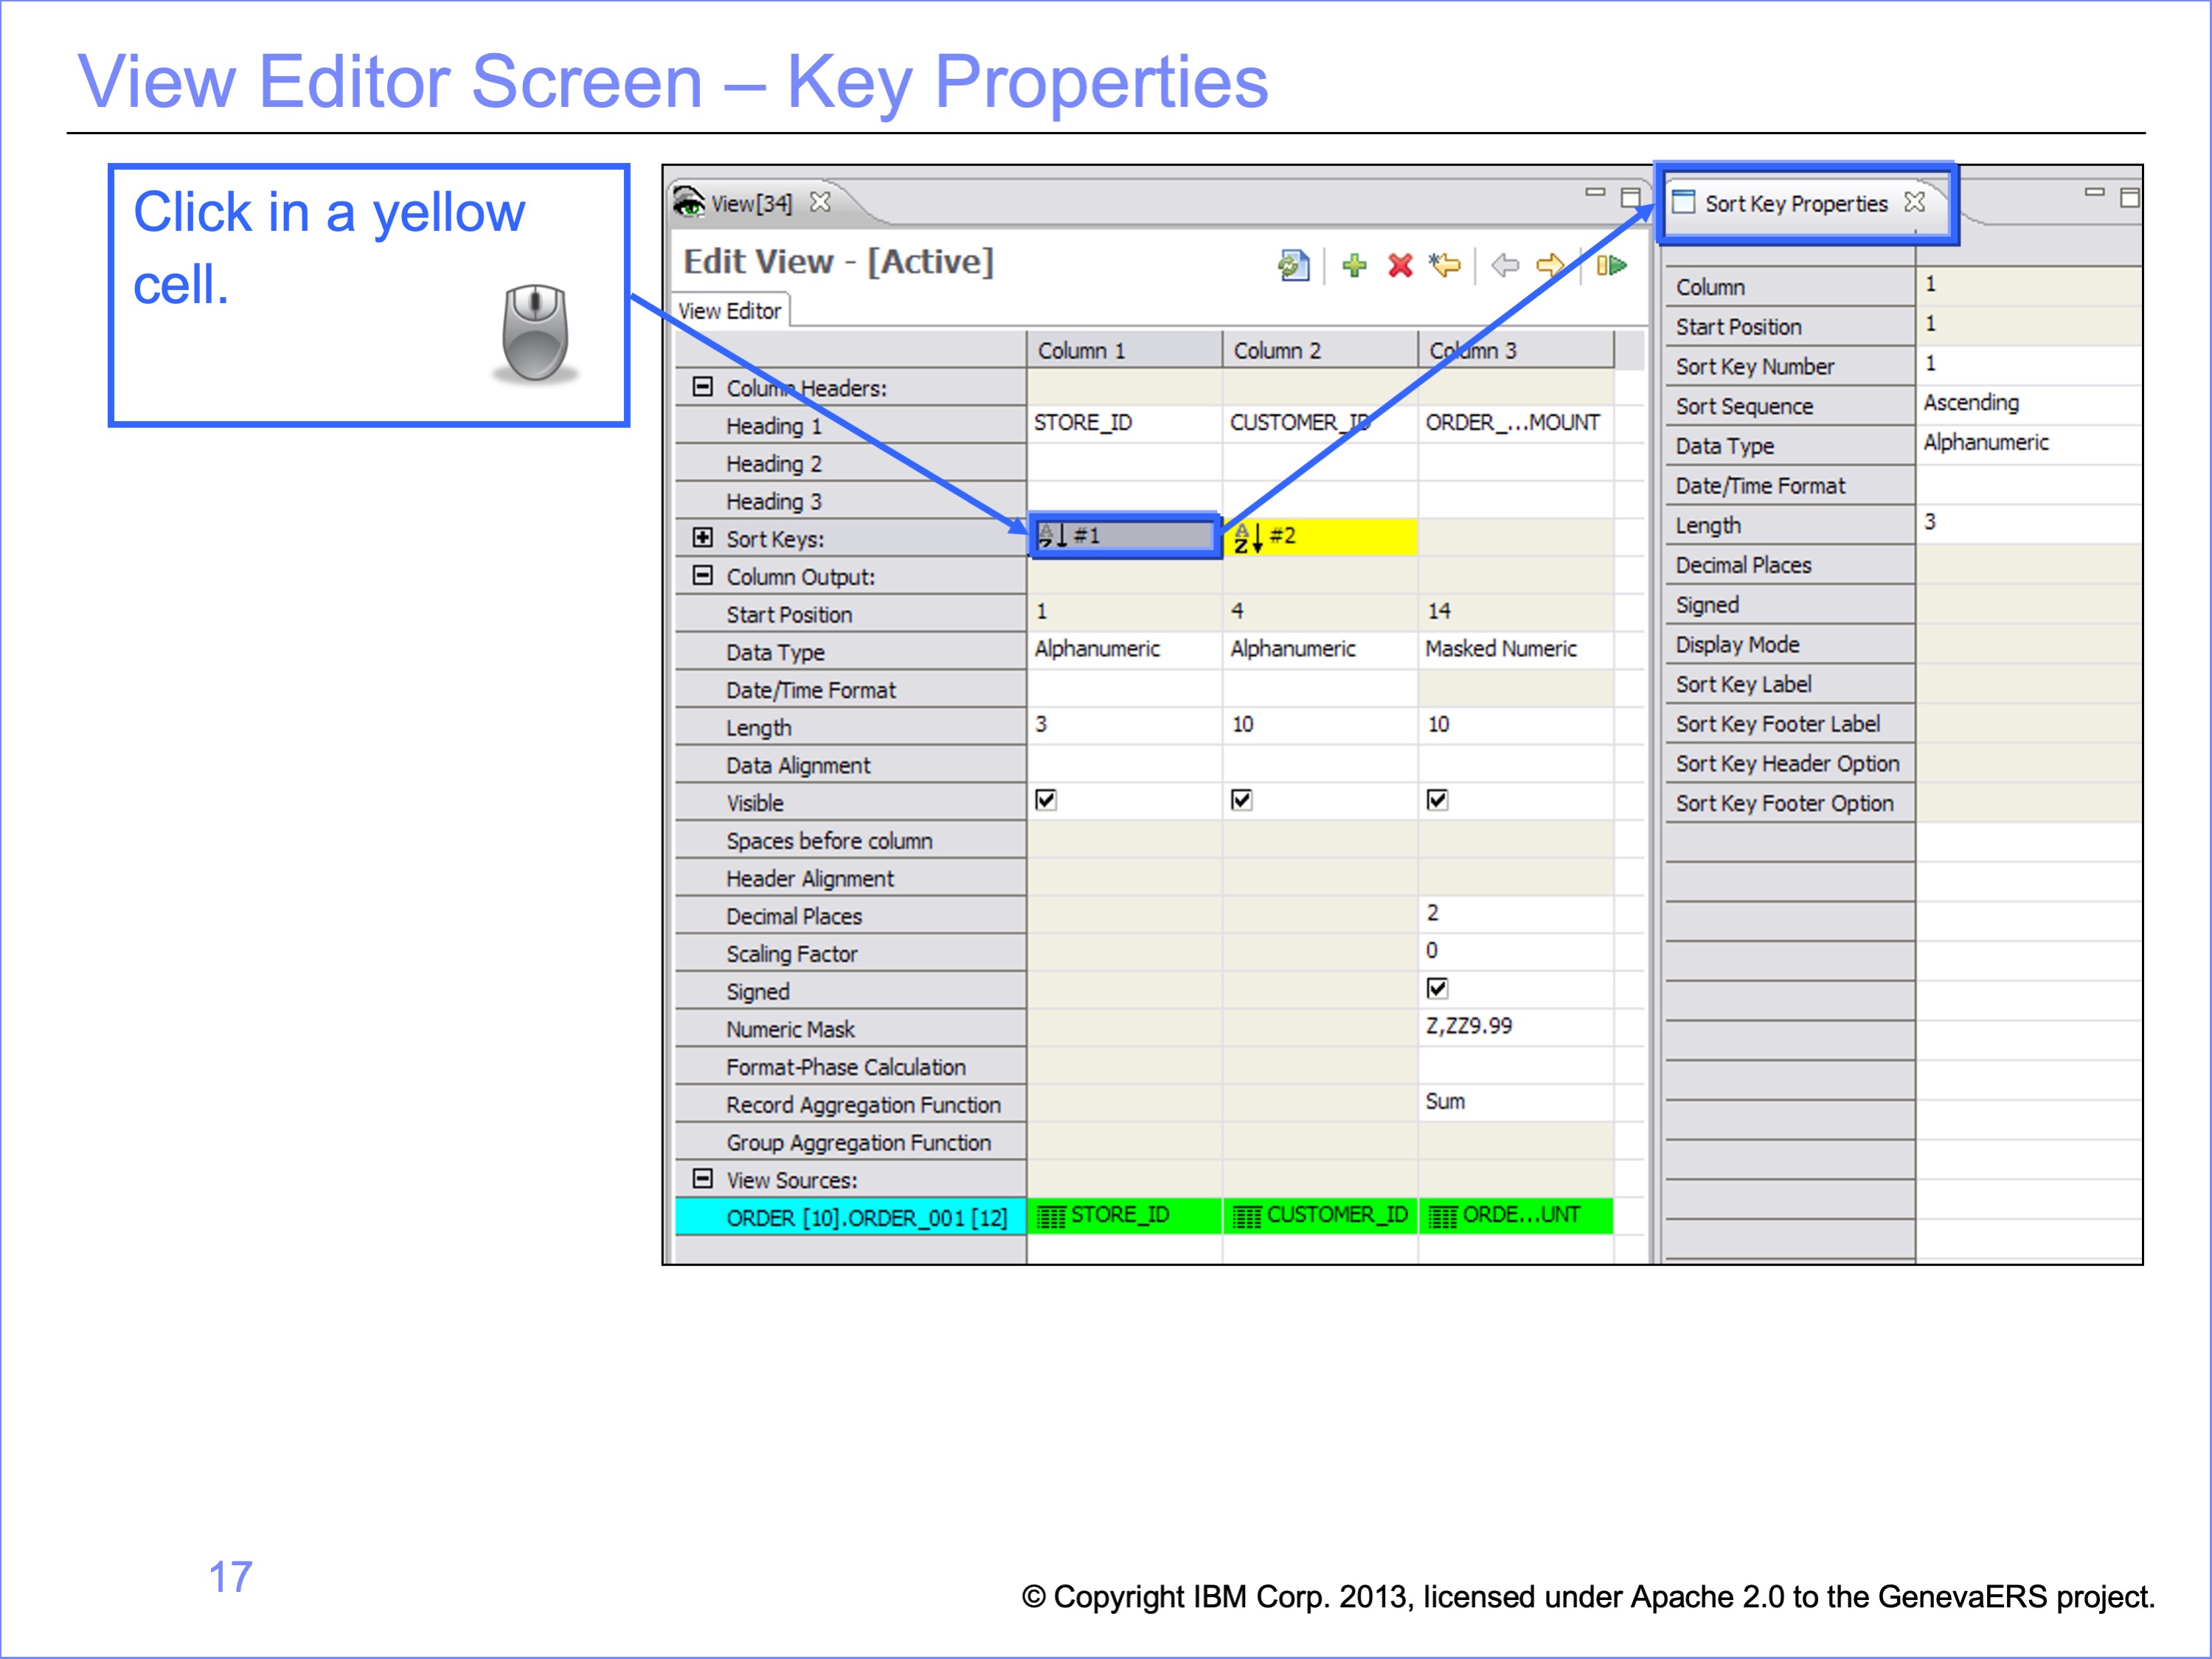 View Editor Screen – Key Properties
Click in a yellow
cell.
View[34]
Edit View - [Active]
View Editor
Column 1 Column 2 Column 3
Column Headers:
Heading 1 STORE_ID CUSTOMER_ID ORDER_...MOUNT
Heading 2
Heading 3
Sort Keys: #1 #2
Column Output:
Start Position 1 4 14
Data Type Alphanumeric Alphanumeric Masked Numeric
Date/Time Format
Length 3 10 10
Data Alignment
Visible
Spaces before column
Header Alignment
Decimal Places 2
Scaling Factor 0
Signed
Numeric Mask Z,ZZ9.99
Format-Phase Calculation
Record Aggregation Function Sum
Group Aggregation Function
View Sources:
ORDER [10].ORDER_001 [12] STORE_ID CUSTOMER_ID ORDE...UNT
Sort Key Properties
Column 1
Start Position 1
Sort Key Number 1
Sort Sequence Ascending
Data Type Alphanumeric
Date/Time Format
Length 3
Decimal Places
Signed
Display Mode
Sort Key Label
Sort Key Footer Label
Sort Key Header Option
Sort Key Footer Option
17
© Copyright IBM Corp. 2013, licensed under Apache 2.0 to the GenevaERS project.